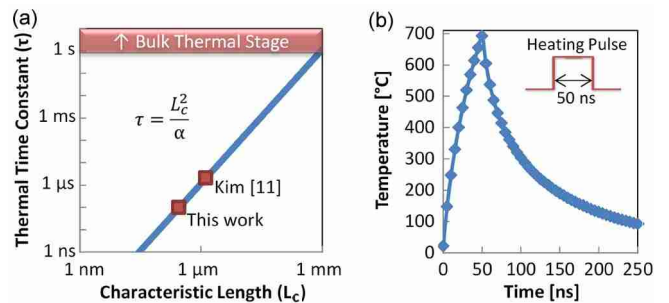 (a)
↑ Bulk Thermal Stage
Thermal Time Constant (τ)
1 s
1 ms
1 µs
1 ns
τ = L_c^2 / α
Kim [11]
This work
1 nm
1 µm
1 mm
Characteristic Length (L_c)
(b)
Temperature [°C]
700
600
500
400
300
200
100
0
Heating Pulse
50 ns
0
50
100
150
200
250
Time [ns]